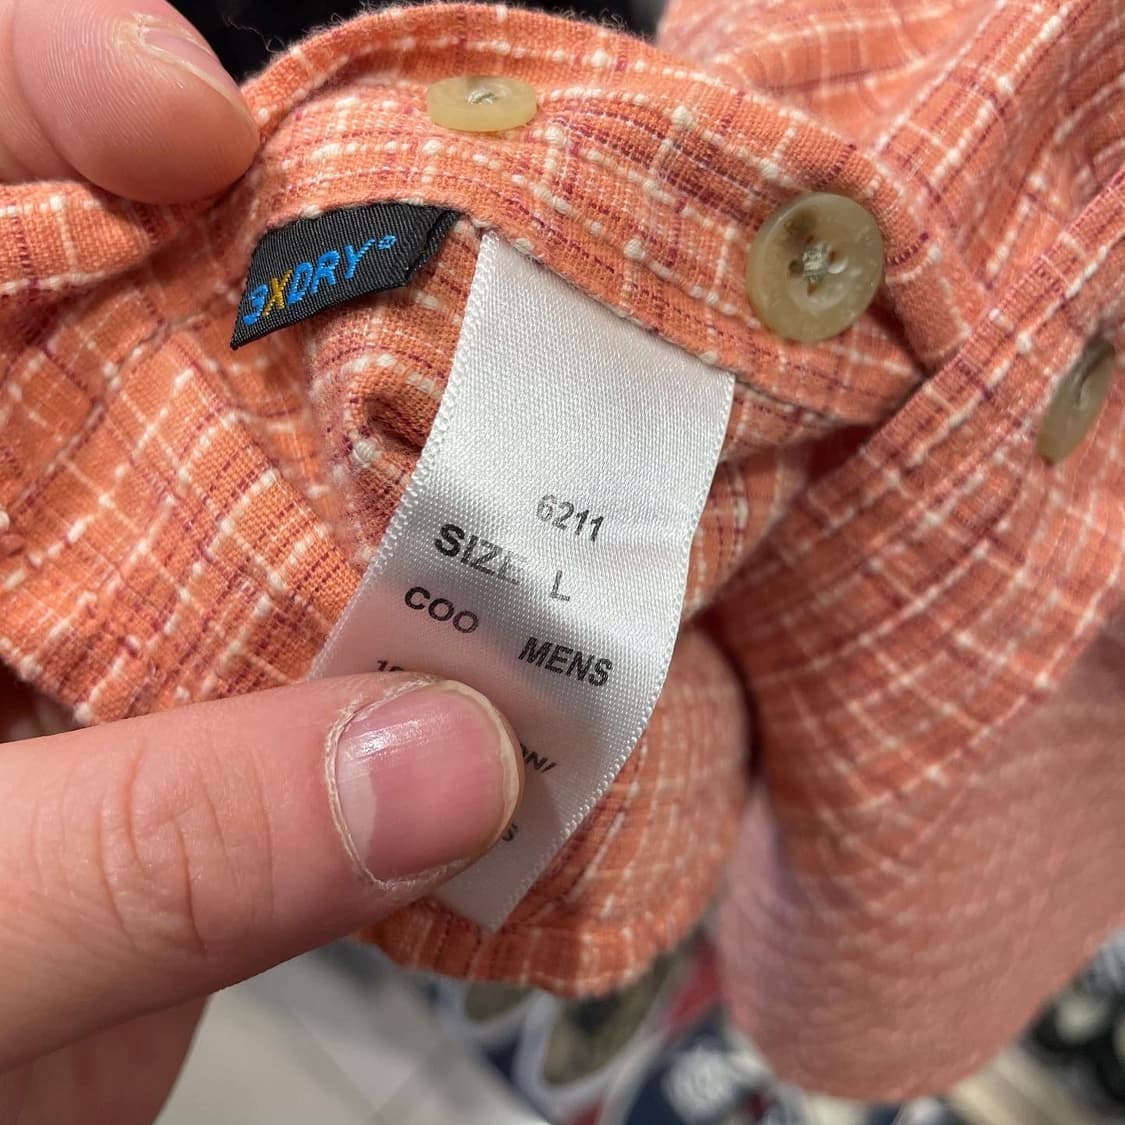 3XDRY®
6211
SIZE L
COO MENS